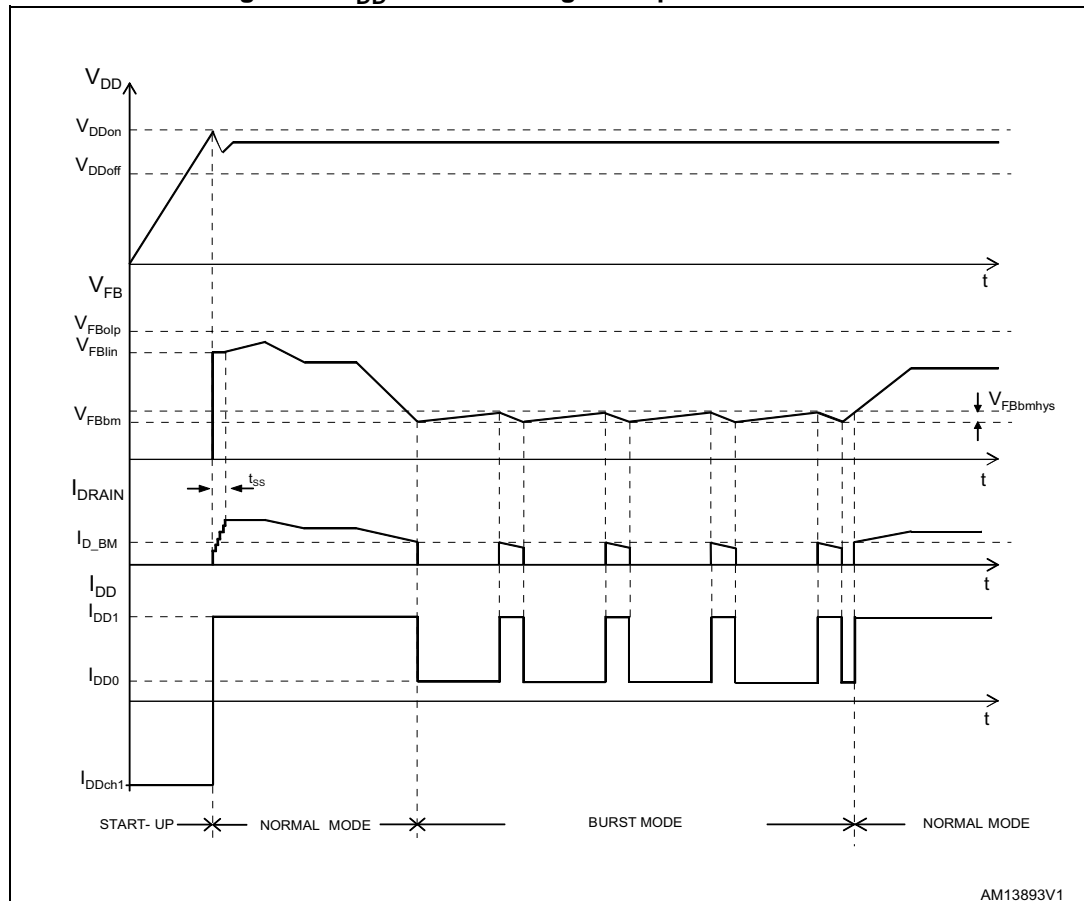 V_DD
V_DDon
V_DDoff
t
V_FB
V_FBolp
V_FBlin
V_FBbm
V_FBbmhys
t
t_ss
I_DRAIN
I_D_BM
t
I_DD
I_DD1
I_DD0
t
I_DDch1
START- UP NORMAL MODE BURST MODE NORMAL MODE
AM13893V1